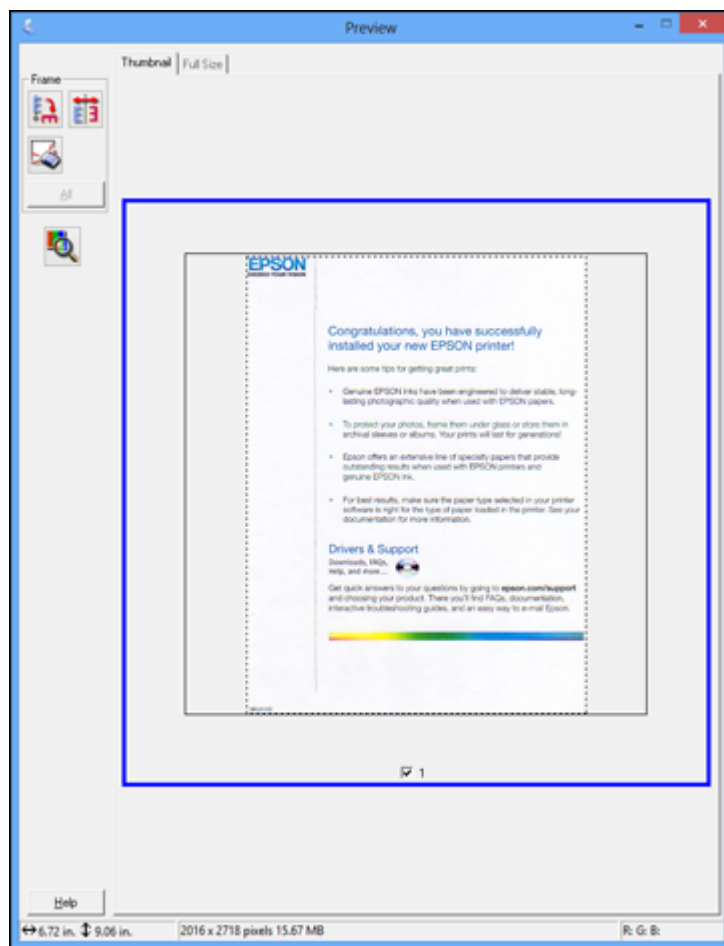 Preview
Thumbnail
Full Size
Frame
All
EPSON
EXCEED YOUR VISION
Congratulations, you have successfully
installed your new EPSON printer!
Here are some tips for getting great prints:
Genuine EPSON inks have been engineered to deliver stable, long-
lasting photographic quality when used with EPSON papers.
To protect your photos, frame them under glass or store them in
archival sleeves or albums. Your prints will last for generations!
Epson offers an extensive line of specialty papers that provide
outstanding results when used with EPSON printers and
genuine EPSON ink.
For best results, make sure the paper type selected in your printer
software is right for the type of paper loaded in the printer. See your
documentation for more information.
Drivers & Support
Downloads, FAQs,
Help, and more....
Get quick answers to your questions by going to epson.com/support
and choosing your product. There you'll find FAQs, documentation,
interactive troubleshooting guides, and an easy way to e-mail Epson.
1
Help
6.72 in. 9.06 in. 2016 x 2718 pixels 15.67 MB R: G: B: